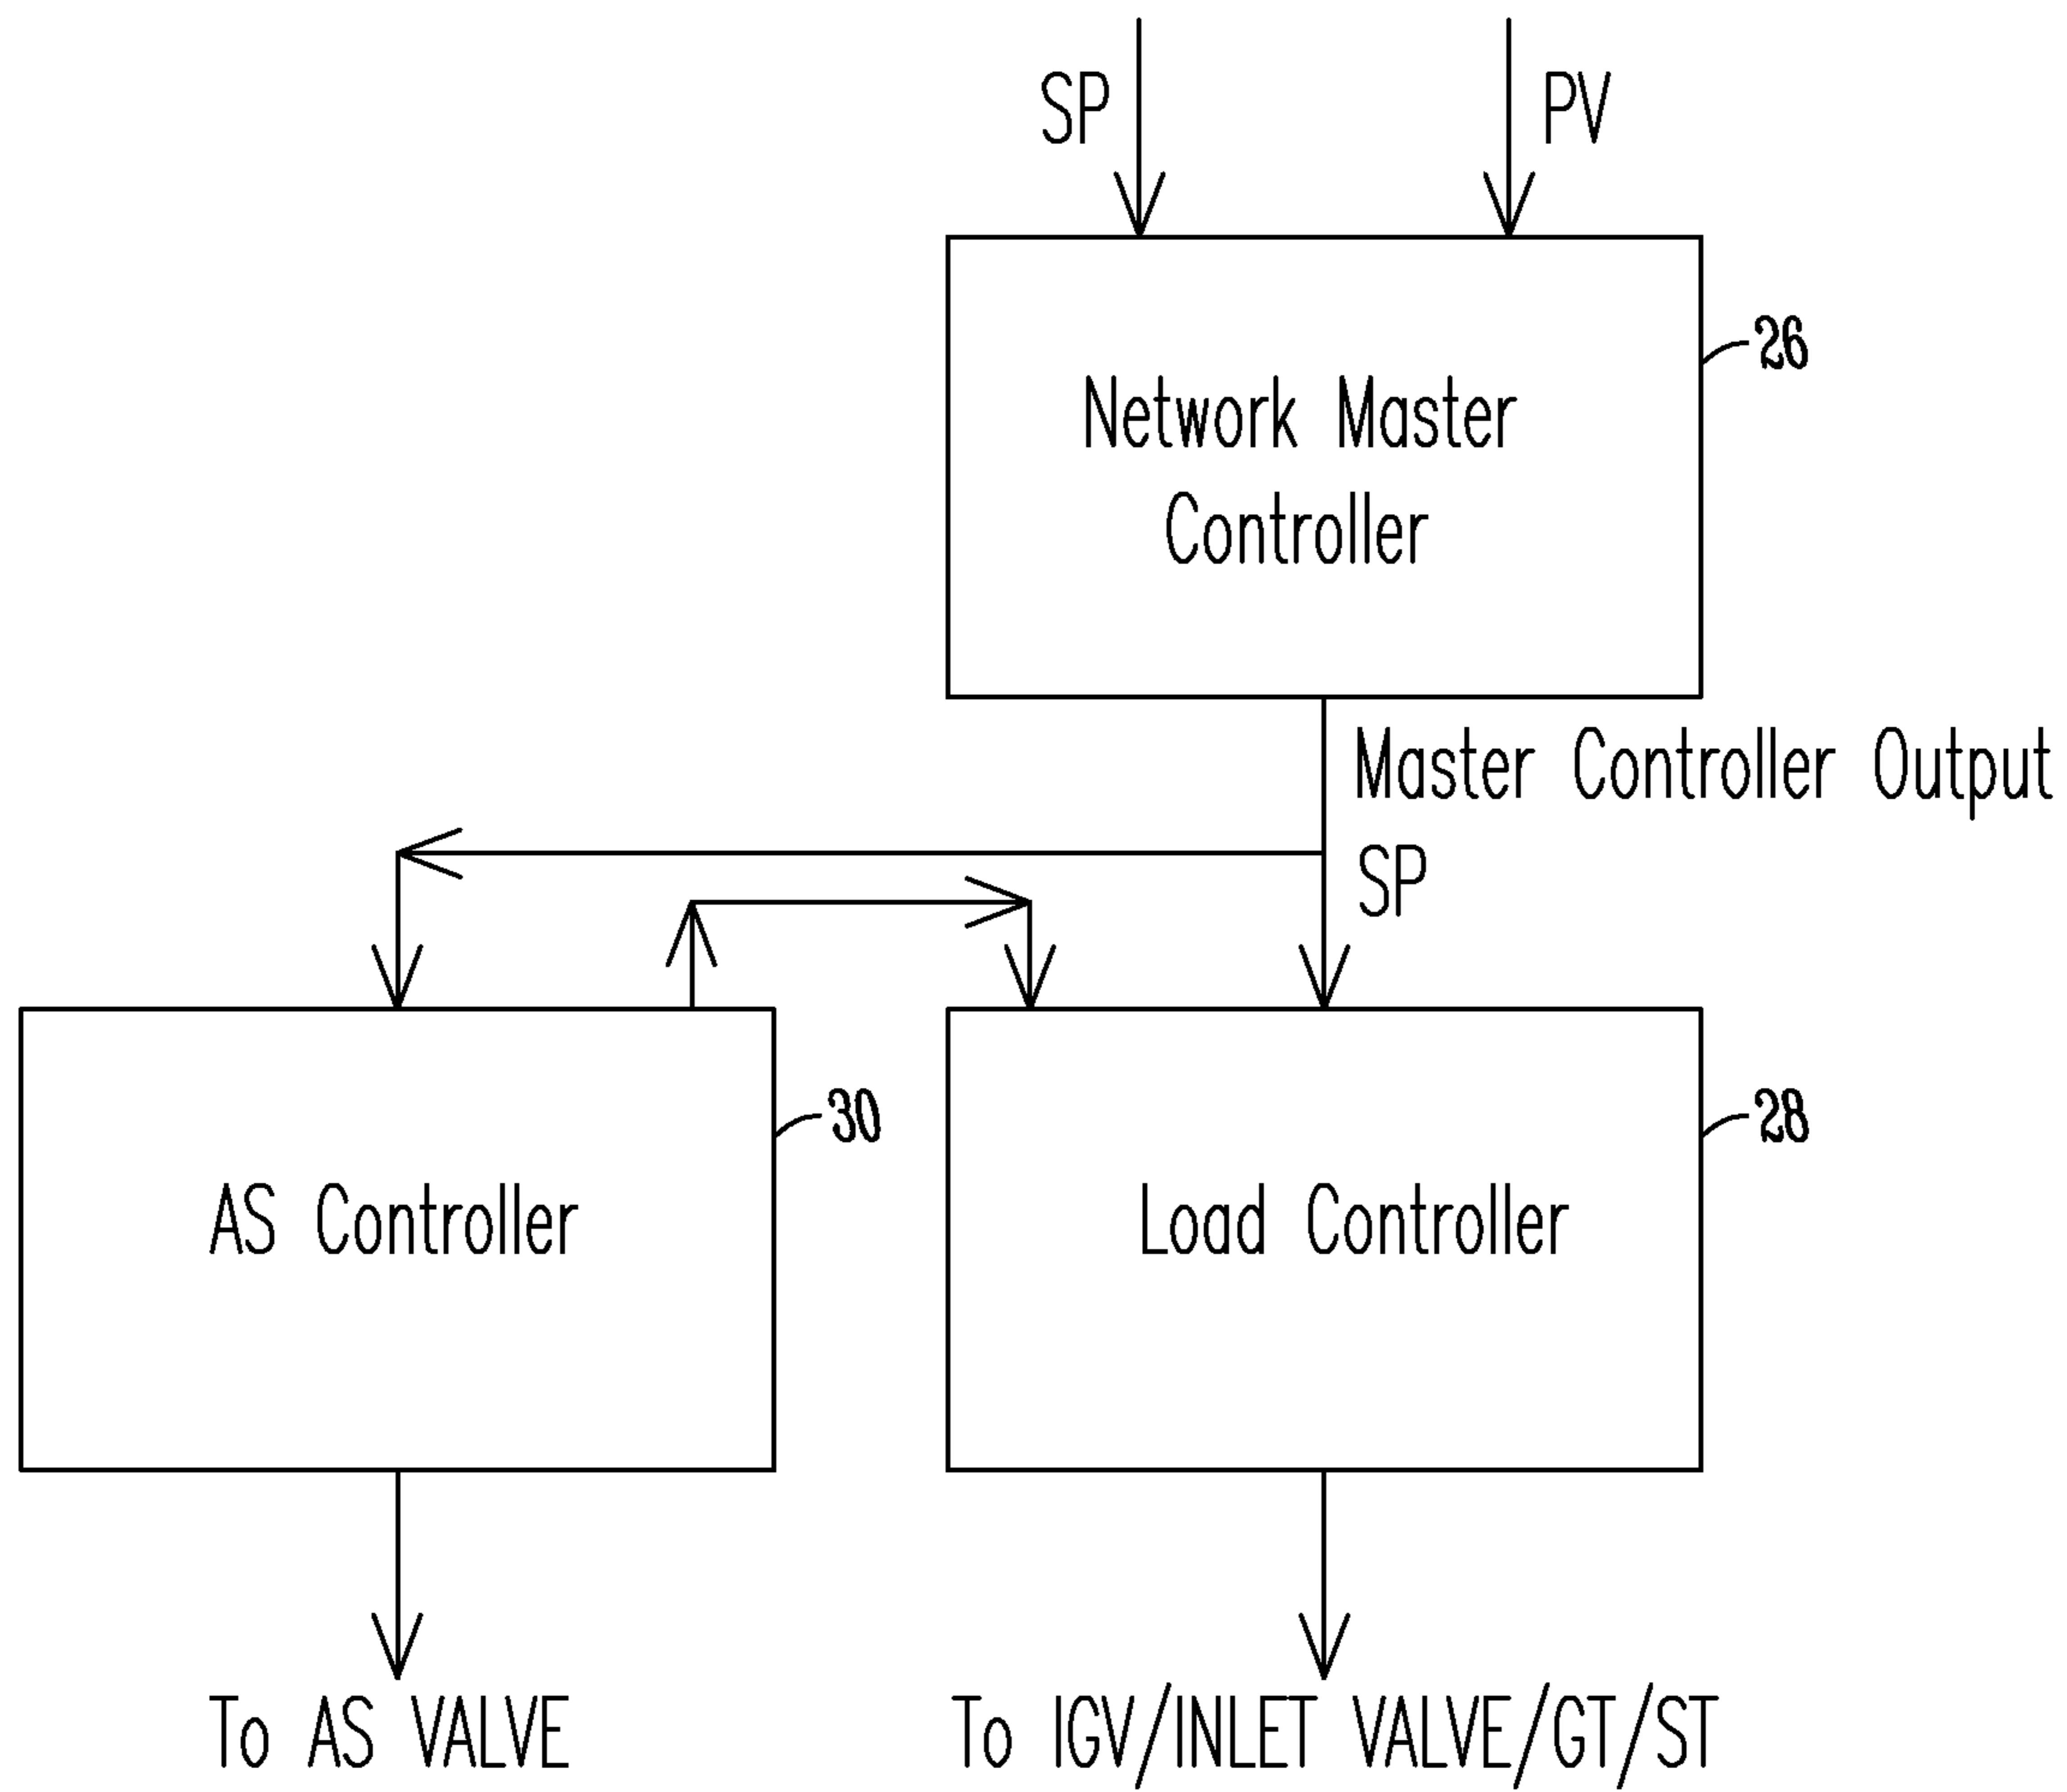 SP
PV
26
Network Master
Controller
Master Controller Output
SP
30
28
AS Controller
Load Controller
To AS VALVE
To IGV/INLET VALVE/GT/ST